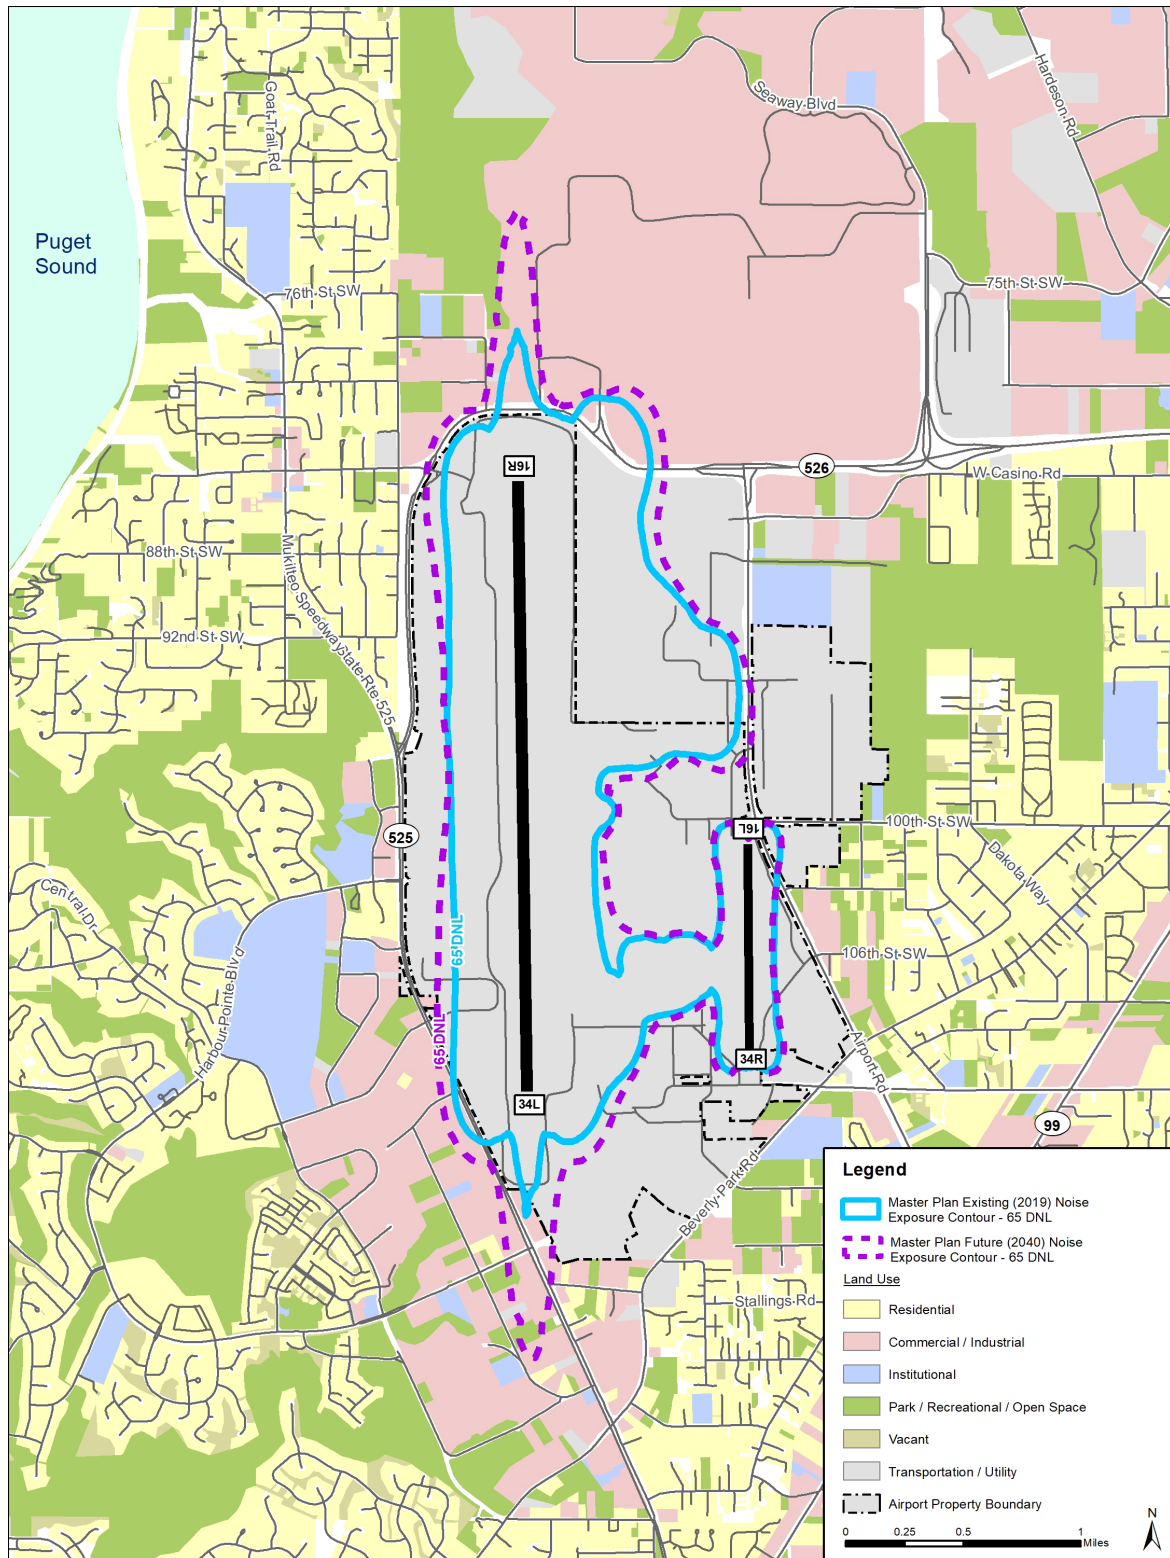 Seaway Blvd
Hardeson Rd
Goat Trail Rd
Puget
Sound
76th St SW
75th St SW
16R
526
W Casino Rd
88th St SW
Mukilteo Speedway
State Rte 525
92nd St SW
16L
100th St SW
525
Dakota Way
Central Dr
65 DNL
106th St SW
Harbour Pointe Blvd
65 DNL
34R
Airport Rd
34L
99
Beverly Park Rd
Stallings Rd
Legend
Master Plan Existing (2019) Noise
Exposure Contour - 65 DNL
Master Plan Future (2040) Noise
Exposure Contour - 65 DNL
Land Use
Residential
Commercial / Industrial
Institutional
Park / Recreational / Open Space
Vacant
Transportation / Utility
Airport Property Boundary
0 0.25 0.5 1
Miles
N